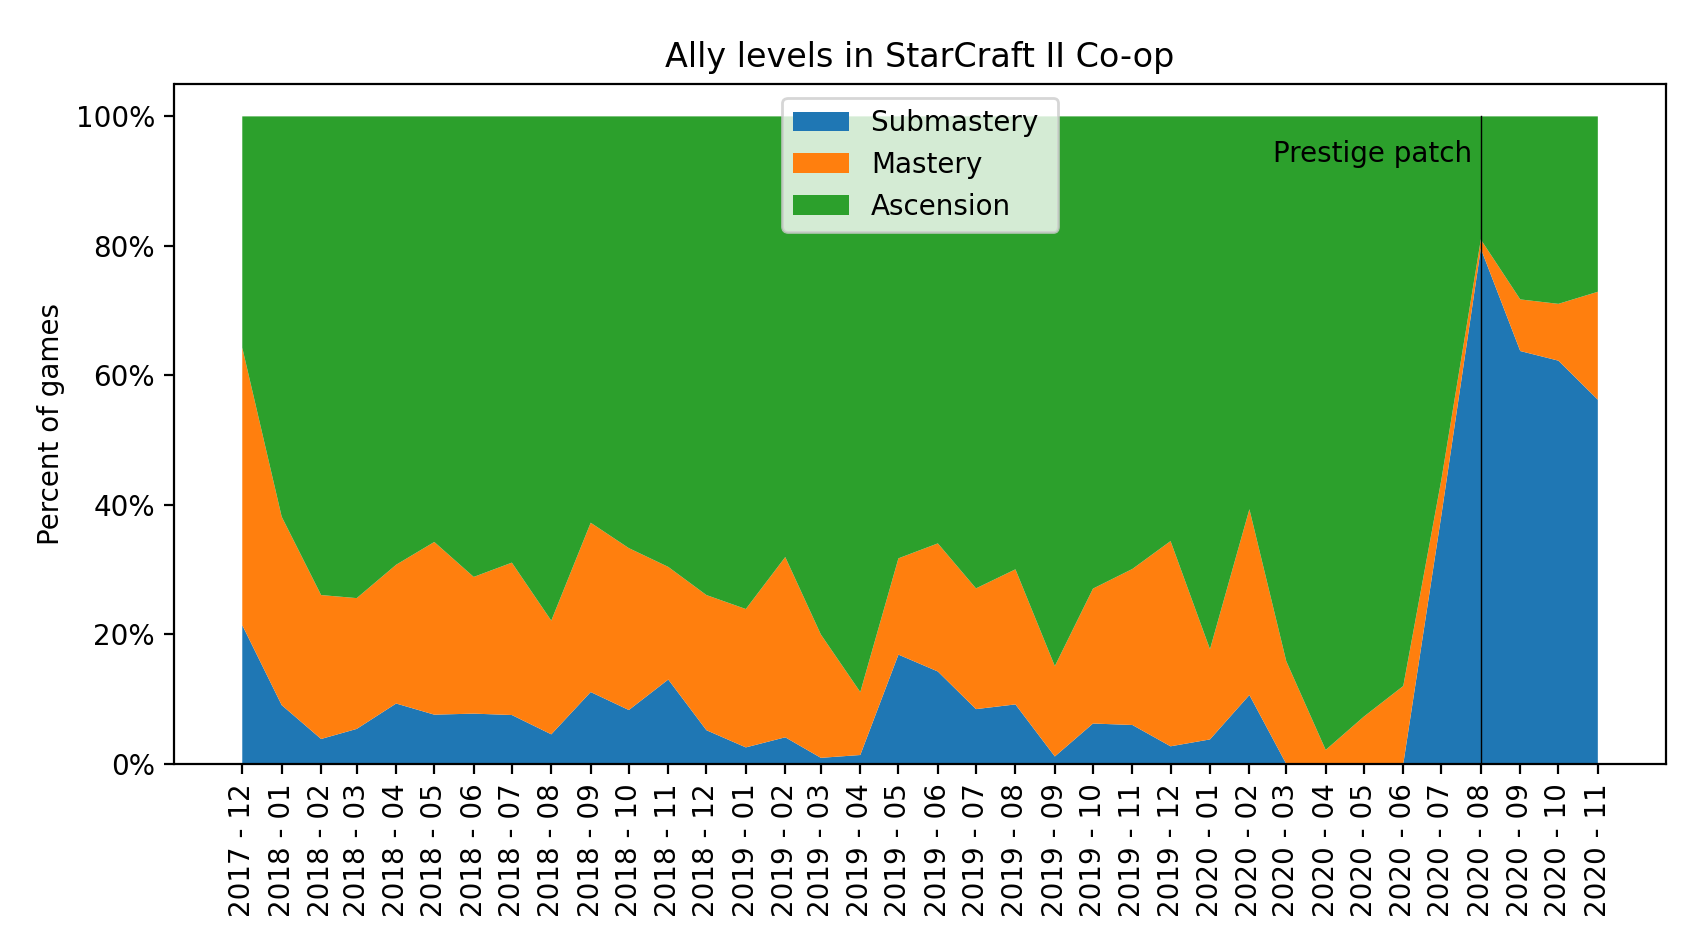 Ally levels in StarCraft II Co-op
Submastery
Mastery
Ascension
Prestige patch
Percent of games
100%
80%
60%
40%
20%
0%
2017 - 12
2018 - 01
2018 - 02
2018 - 03
2018 - 04
2018 - 05
2018 - 06
2018 - 07
2018 - 08
2018 - 09
2018 - 10
2018 - 11
2018 - 12
2019 - 01
2019 - 02
2019 - 03
2019 - 04
2019 - 05
2019 - 06
2019 - 07
2019 - 08
2019 - 09
2019 - 10
2019 - 11
2019 - 12
2020 - 01
2020 - 02
2020 - 03
2020 - 04
2020 - 05
2020 - 06
2020 - 07
2020 - 08
2020 - 09
2020 - 10
2020 - 11